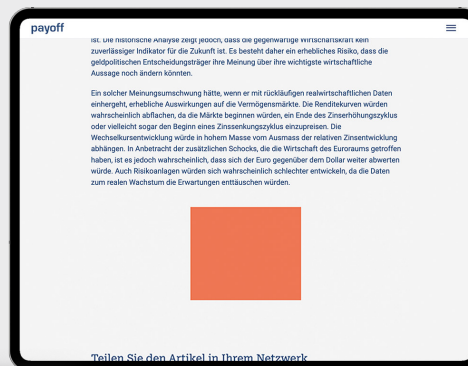 payoff
ist. Die historische Analyse zeigt jedoch, dass die gegenwärtige Wirtschaftskraft kein
zuverlässiger Indikator für die Zukunft ist. Es besteht daher ein erhebliches Risiko, dass die
geldpolitischen Entscheidungsträger ihre Meinung über ihre wichtigste wirtschaftliche
Aussage noch ändern könnten.
Ein solcher Meinungsumschwung hätte, wenn er mit rückläufigen realwirtschaftlichen Daten
einhergeht, erhebliche Auswirkungen auf die Vermögensmärkte. Die Renditekurven würden
wahrscheinlich abflachen, da die Märkte beginnen würden, ein Ende des Zinserhöhungszyklus
oder vielleicht sogar den Beginn eines Zinssenkungszyklus einzupreisen. Die
Wechselkursentwicklung würde in hohem Masse vom Ausmass der relativen Zinsentwicklung
abhängen. In Anbetracht der zusätzlichen Schocks, die die Wirtschaft des Euroraums getroffen
haben, ist es jedoch wahrscheinlich, dass sich der Euro gegenüber dem Dollar weiter abwerten
würde. Auch Risikoanlagen würden sich wahrscheinlich schlechter entwickeln, da die Daten
zum realen Wachstum die Erwartungen enttäuschen würden.
Teilen Sie den Artikel in Ihrem Netzwerk